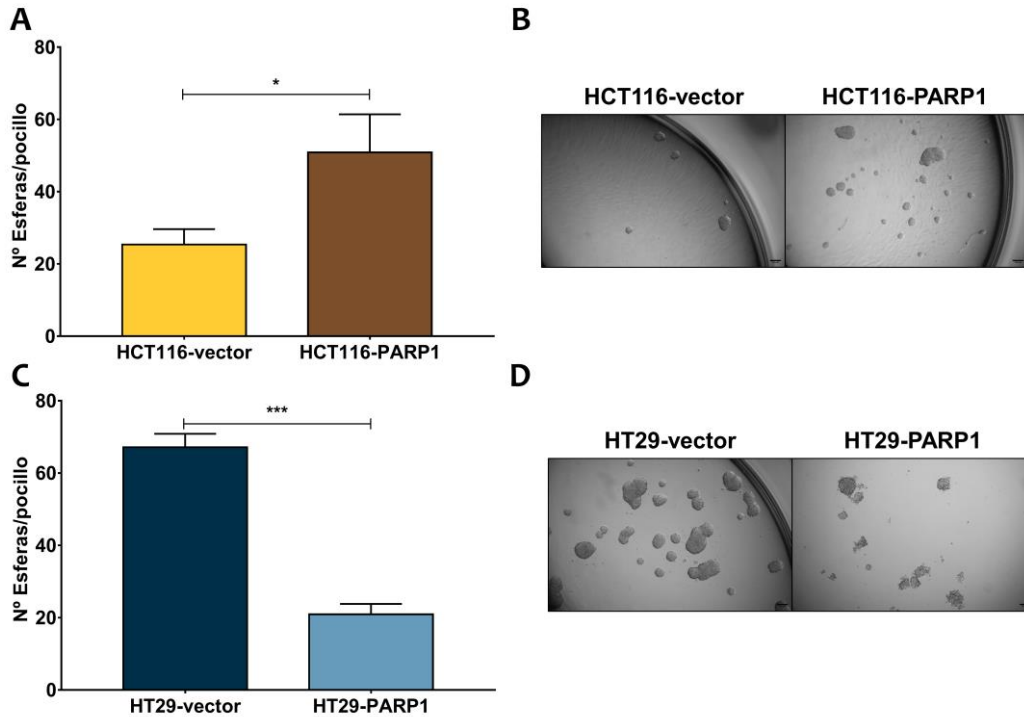 A
Nº Esferas/pocillo
80
60
40
20
0
*
HCT116-vector
HCT116-PARP1
B
HCT116-vector
HCT116-PARP1
C
Nº Esferas/pocillo
80
60
40
20
0
***
HT29-vector
HT29-PARP1
D
HT29-vector
HT29-PARP1